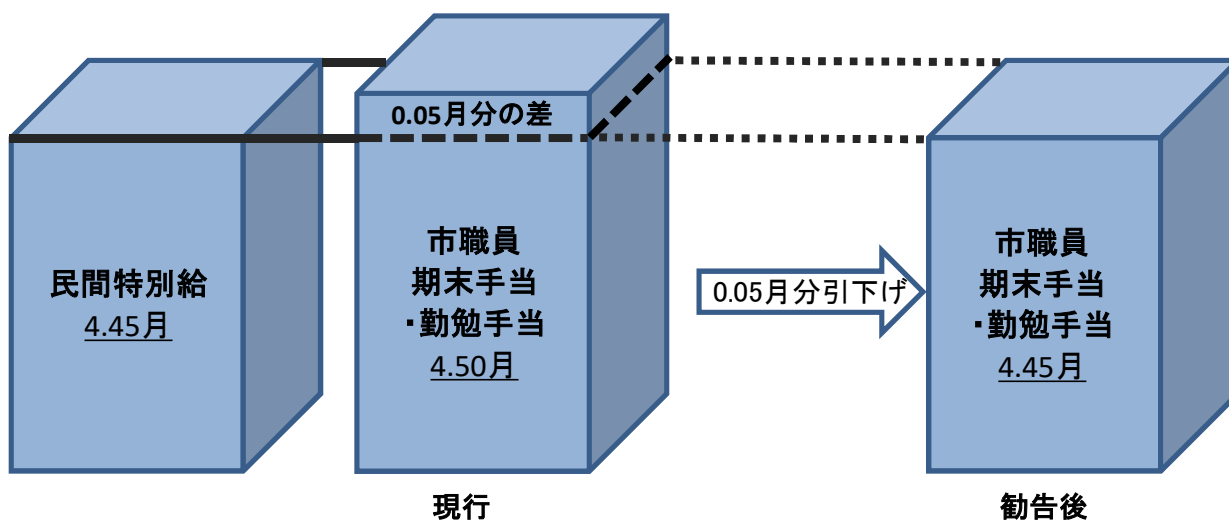 民間特別給
4.45月
0.05月分の差
市職員
期末手当
・勤勉手当
4.50月
0.05月分引下げ
市職員
期末手当
・勤勉手当
4.45月
現行
勧告後